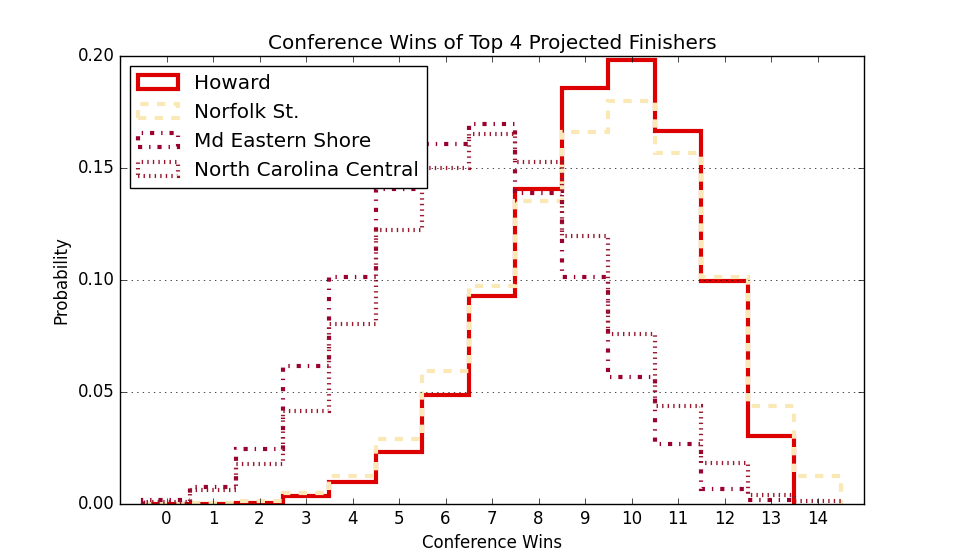 Conference Wins of Top 4 Projected Finishers
0.20
Howard
Norfolk St.
Md Eastern Shore
North Carolina Central
0.15
0.10
0.05
0.00
Probability
0 1 2 3 4 5 6 7 8 9 10 11 12 13 14
Conference Wins